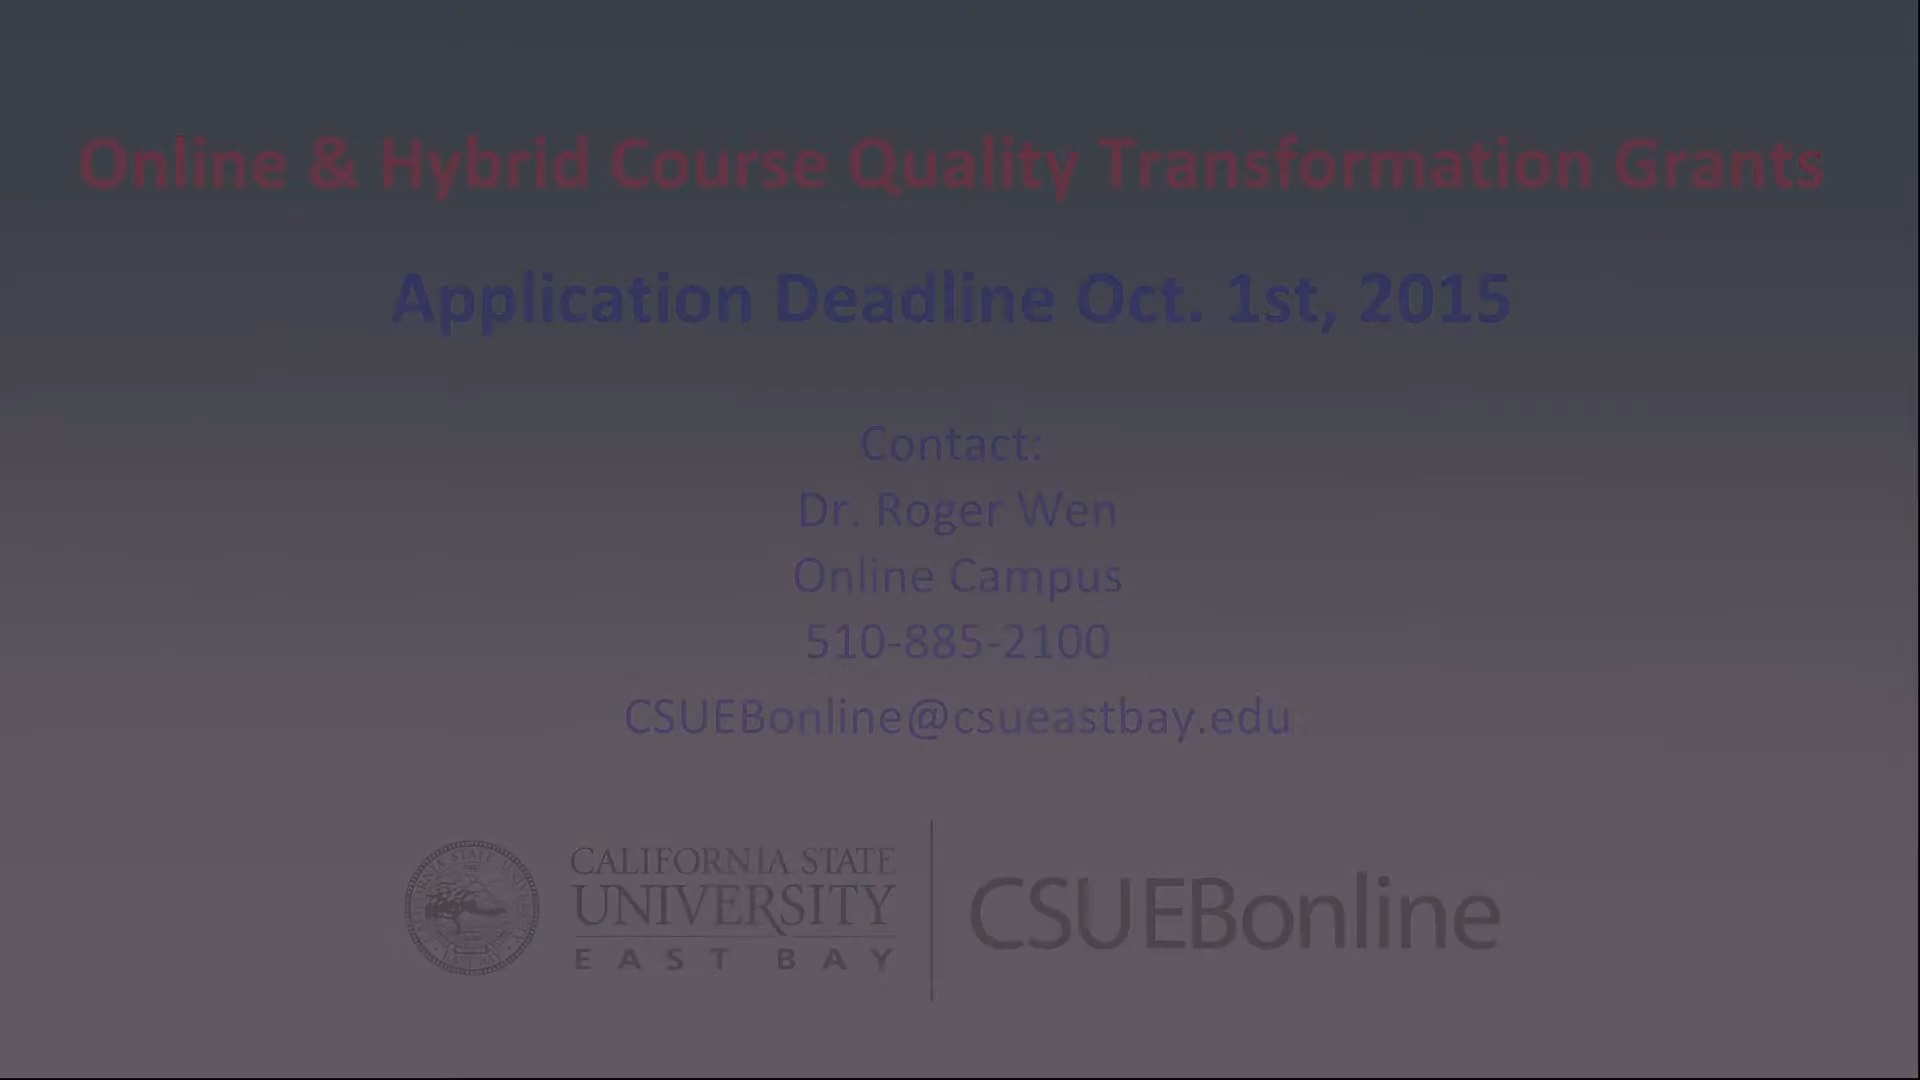 Online & Hybrid Course Quality Transformation Grants
Application Deadline Oct. 1st, 2015
Contact:
Dr. Roger Wen
Online Campus
510-885-2100
CSUEBonline@csueastbay.edu
CALIFORNIA STATE
UNIVERSITY
EAST BAY
CSUEBonline